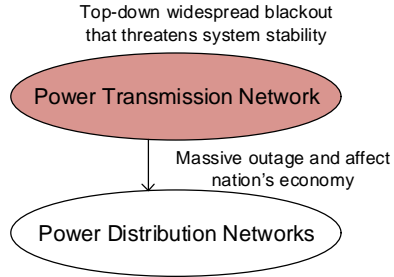 Top-down widespread blackout
that threatens system stability
Power Transmission Network
Massive outage and affect
nation's economy
Power Distribution Networks